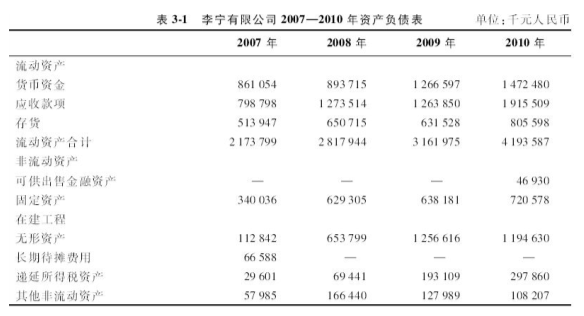 表 3-1 李宁有限公司 2007—2010 年资产负债表 单位:千元人民币
2007 年 2008 年 2009 年 2010 年
流动资产
货币资金 861 054 893 715 1 266 597 1 472 480
应收款项 798 798 1 273 514 1 263 850 1 915 509
存货 513 947 650 715 631 528 805 598
流动资产合计 2 173 799 2 817 944 3 161 975 4 193 587
非流动资产
可供出售金融资产 — — — 46 930
固定资产 340 036 629 305 638 181 720 578
在建工程
无形资产 112 842 653 799 1 256 616 1 194 630
长期待摊费用 66 588 — — —
递延所得税资产 29 601 69 441 193 109 297 860
其他非流动资产 57 985 166 440 127 989 108 207